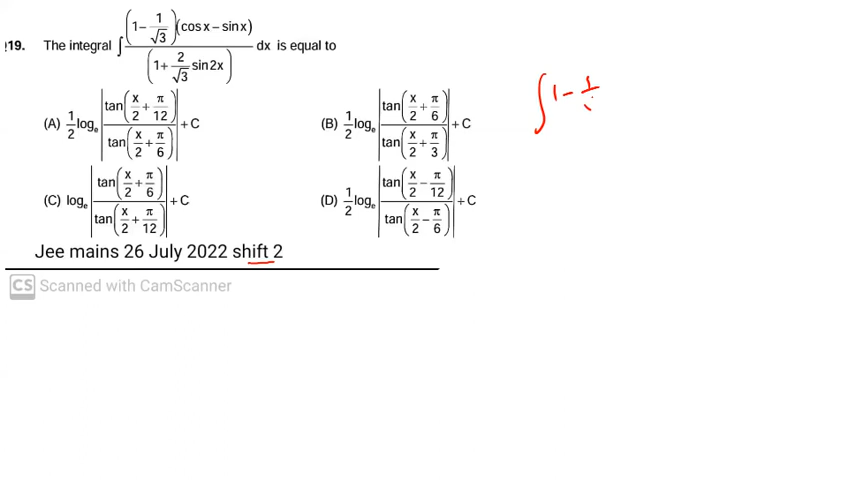 19. The integral ∫ (1 − 1/√3)(cos x − sin x) / (1 + 2/√3 sin 2x) dx is equal to
(A) 1/2 logₑ |tan(x/2 + π/12) / tan(x/2 + π/6)| + C (B) 1/2 logₑ |tan(x/2 + π/6) / tan(x/2 + π/3)| + C
(C) logₑ |tan(x/2 + π/6) / tan(x/2 + π/12)| + C (D) 1/2 logₑ |tan(x/2 − π/12) / tan(x/2 − π/6)| + C
Jee mains 26 July 2022 shift 2
CS Scanned with CamScanner
∫ 1 − 1